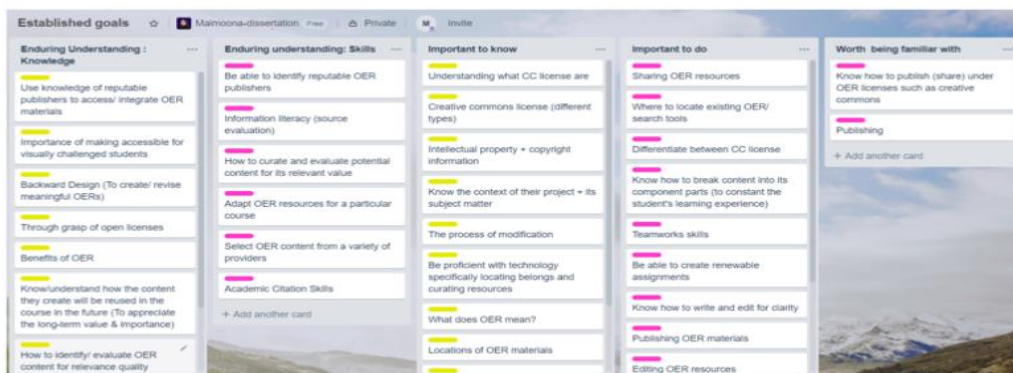 Established goals
Maimoona-dissertation
Free
Private
M
Invite
Enduring Understanding :
Knowledge
Use knowledge of reputable
publishers to access/ integrate OER
materials
Importance of making accessible for
visually challenged students
Backward Design (To create/ revise
meaningful OERs)
Through grasp of open licenses
Benefits of OER
Know/understand how the content
they create will be reused in the
course in the future (To appreciate
the long-term value & importance)
How to identify/ evaluate OER
content for relevance quality
Enduring understanding: Skills
Be able to identify reputable OER
publishers
Information literacy (source
evaluation)
How to curate and evaluate potential
content for its relevant value
Adapt OER resources for a particular
course
Select OER content from a variety of
providers
Academic Citation Skills
+ Add another card
Important to know
Understanding what CC license are
Creative commons license (different
types)
Intellectual property + copyright
information
Know the context of their project + its
subject matter
The process of modification
Be proficient with technology
specifically locating belongs and
curating resources
What does OER mean?
Locations of OER materials
Important to do
Sharing OER resources
Where to locate existing OER/
search tools
Differentiate between CC license
Know how to break content into its
component parts (to constant the
student's learning experience)
Teamworks skills
Be able to create renewable
assignments
Know how to write and edit for clarity
Publishing OER materials
Editing OER resources
Worth being familiar with
Know how to publish (share) under
OER licenses such as creative
commons
Publishing
+ Add another card